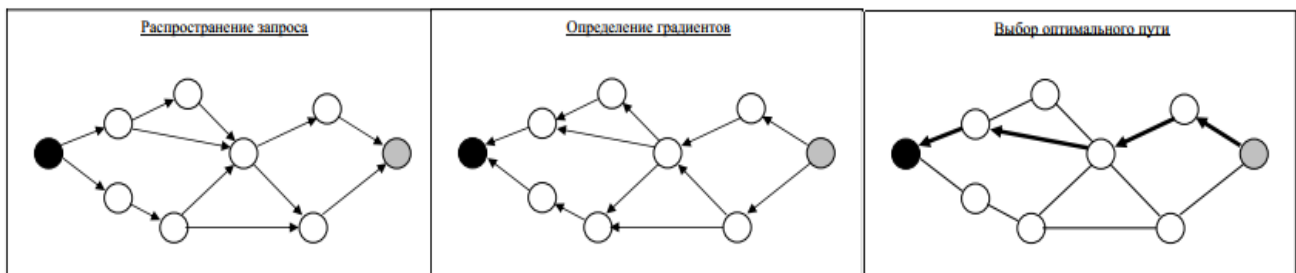 Распространение запроса
Определение градиентов
Выбор оптимального пути